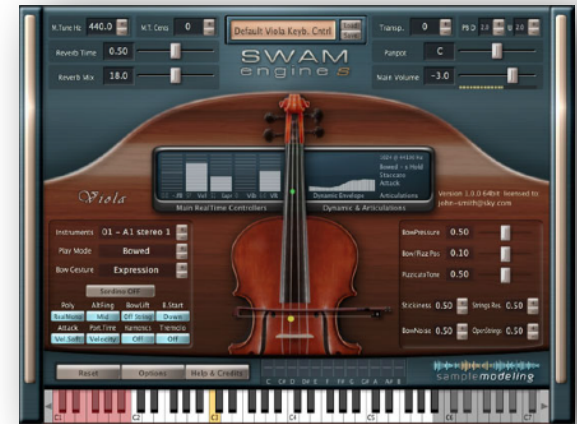 M.Tune Hz 440.0 M.T. Cents 0
Default Viola Keyb. Cntrl
Load
Save
Transp. 0 PB D 2.0 U 2.0
Reverb Time 0.50
SWAM
engine s
Panpot C
Reverb Mix 18.0
Main Volume -3.0
Bowed - a Hold
Staccato
Attack
Viola
Vel Expr Vib
Dynamic Envelope Articulations
Main RealTime Controllers Dynamic & Articulations
Version 1.0.0 64bit licensed to
john-smith@sky.com
Instruments 01 - A1 stereo 1
Play Mode Bowed
Bow Gesture Expression
Sordina OFF
BowPressure 0.50
Bow/Pizz Pos 0.10
PizzicatoTone 0.50
Poly AltFing BowLift B.Start
RealMono Mid Off String Down
Attack Port.Time Harmonics Tremolo
Vel.Soft. Velocity Off Off
Stickiness 0.50 Strings Res. 0.50
BowNoise 0.50 OpenStrings 0.50
Reset Options Help & Credits
C C# D D# E F F# G G# A A# B
samplemodeling
C1 C2 C3 C4 C5 C6 C7